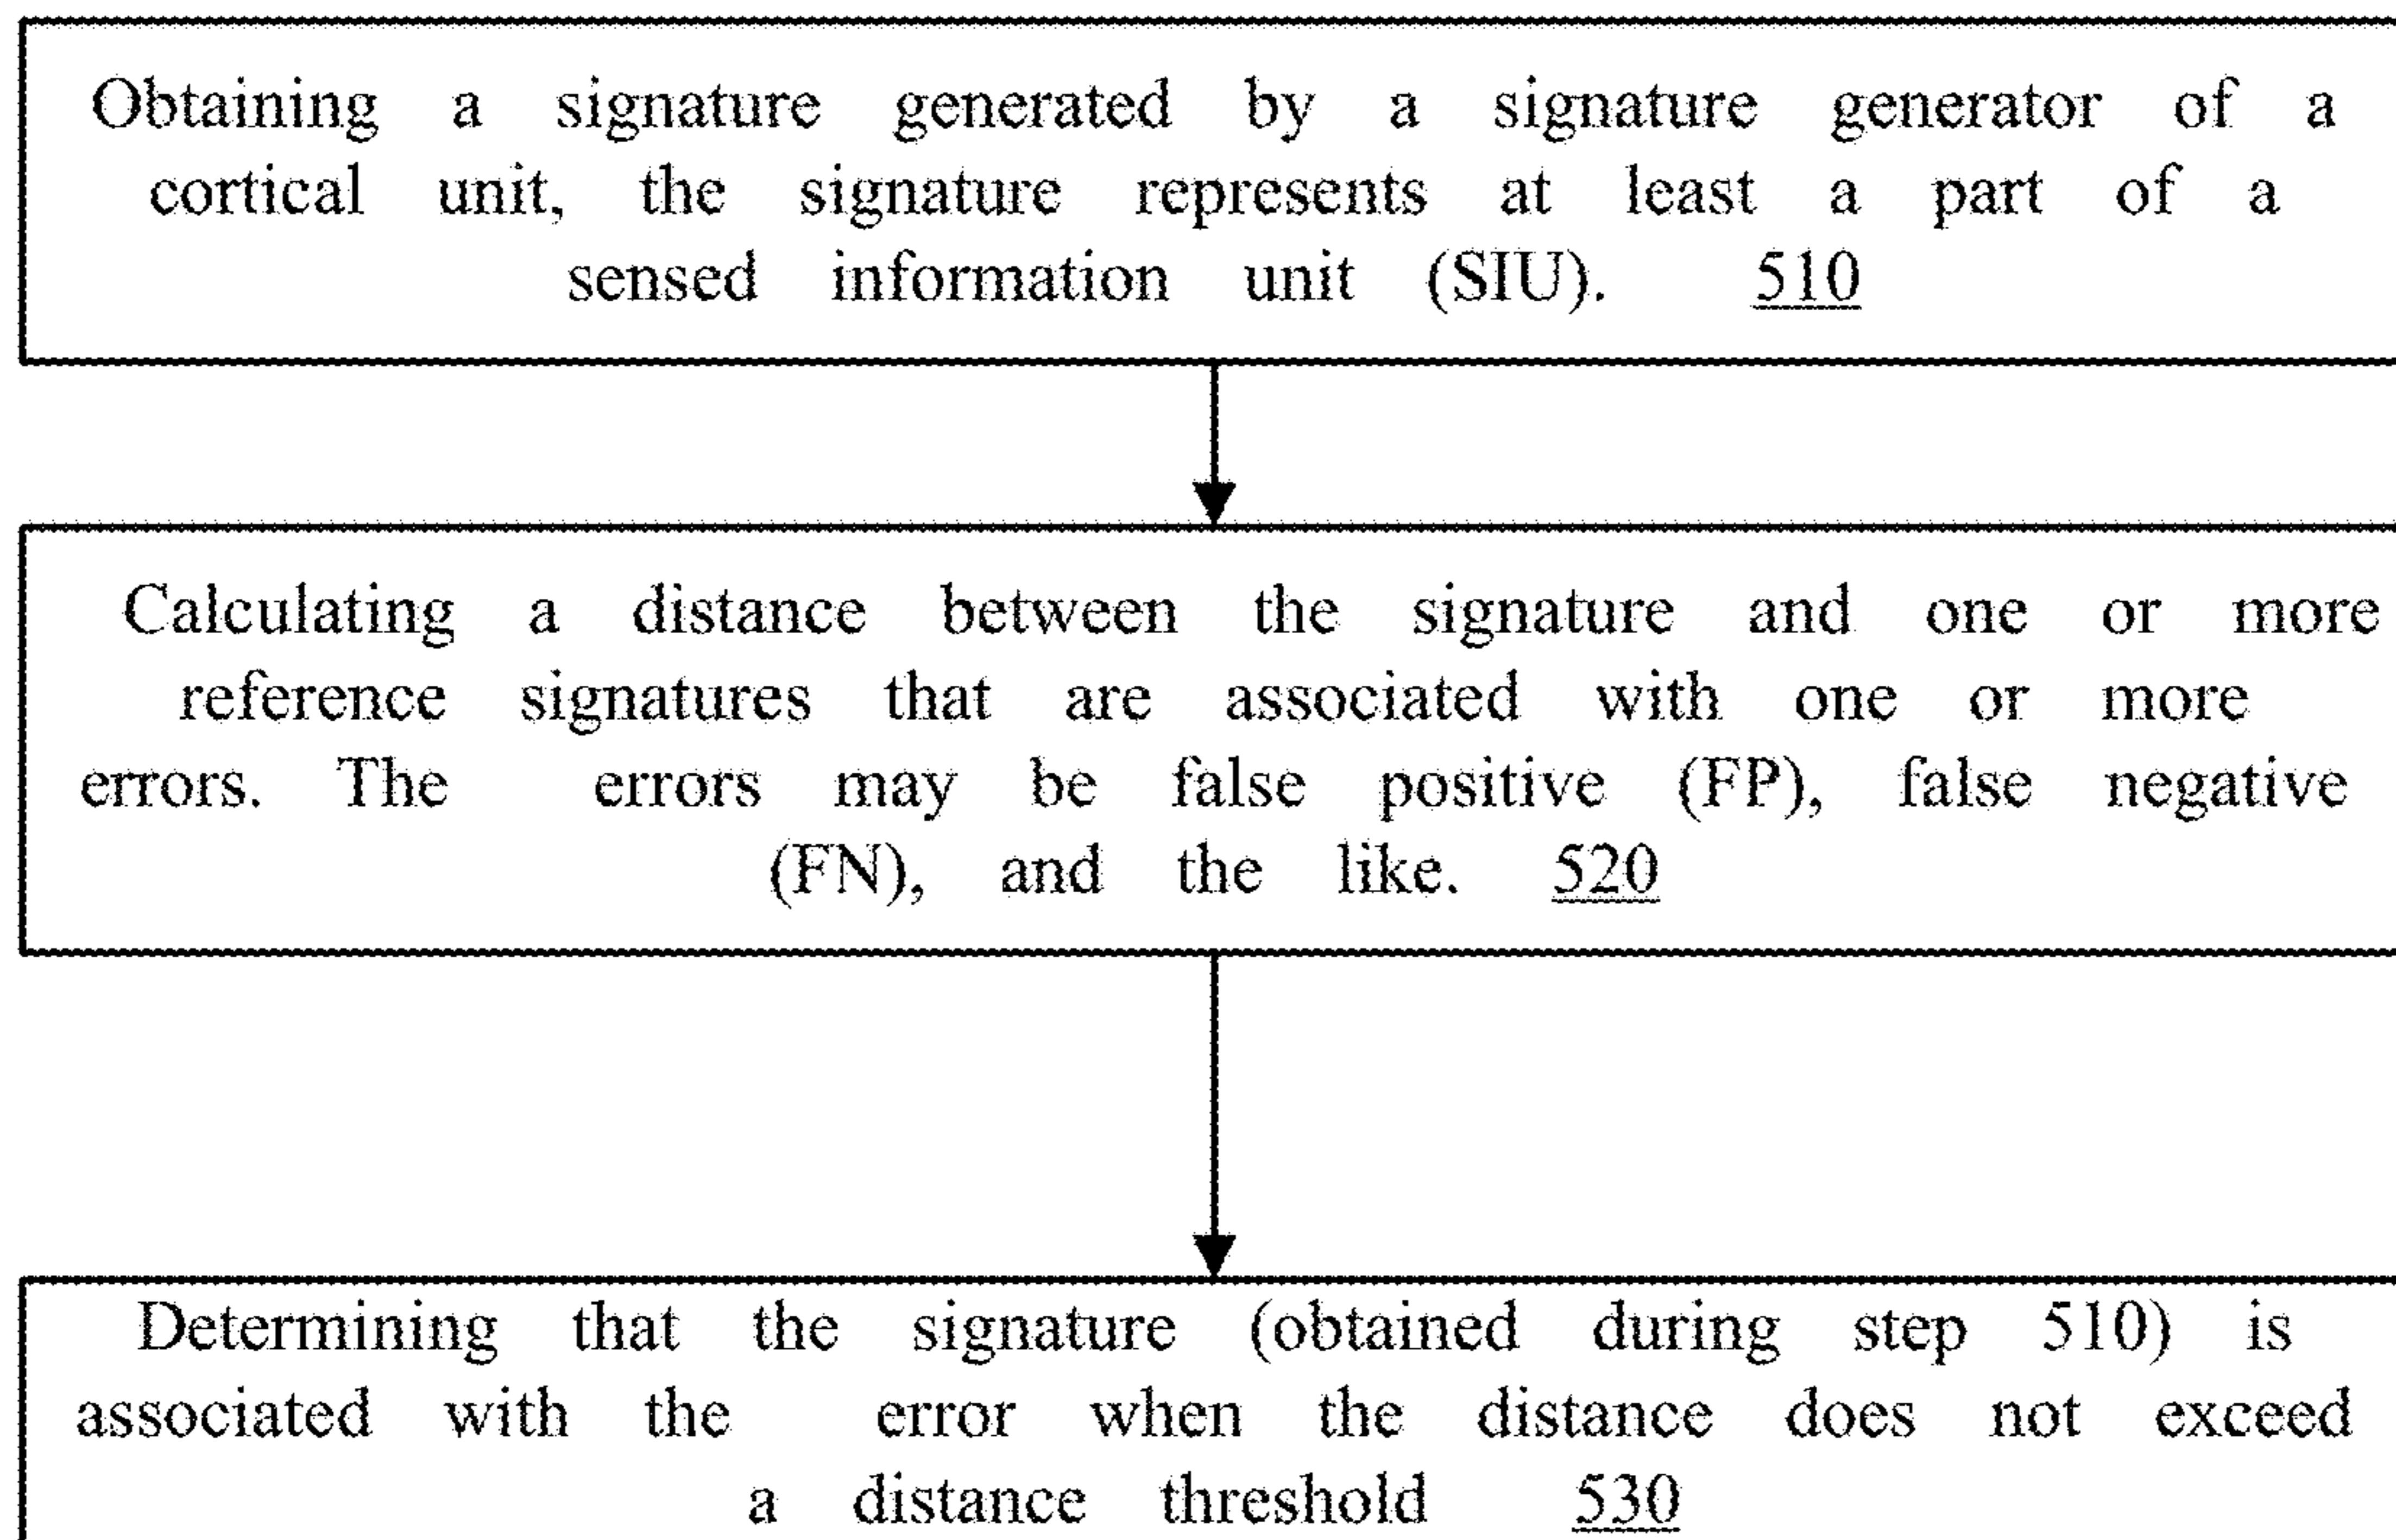 Obtaining a signature generated by a signature generator of a
cortical unit, the signature represents at least a part of a
sensed information unit (SIU). 510
Calculating a distance between the signature and one or more
reference signatures that are associated with one or more
errors. The errors may be false positive (FP), false negative
(FN), and the like. 520
Determining that the signature (obtained during step 510) is
associated with the error when the distance does not exceed
a distance threshold 530